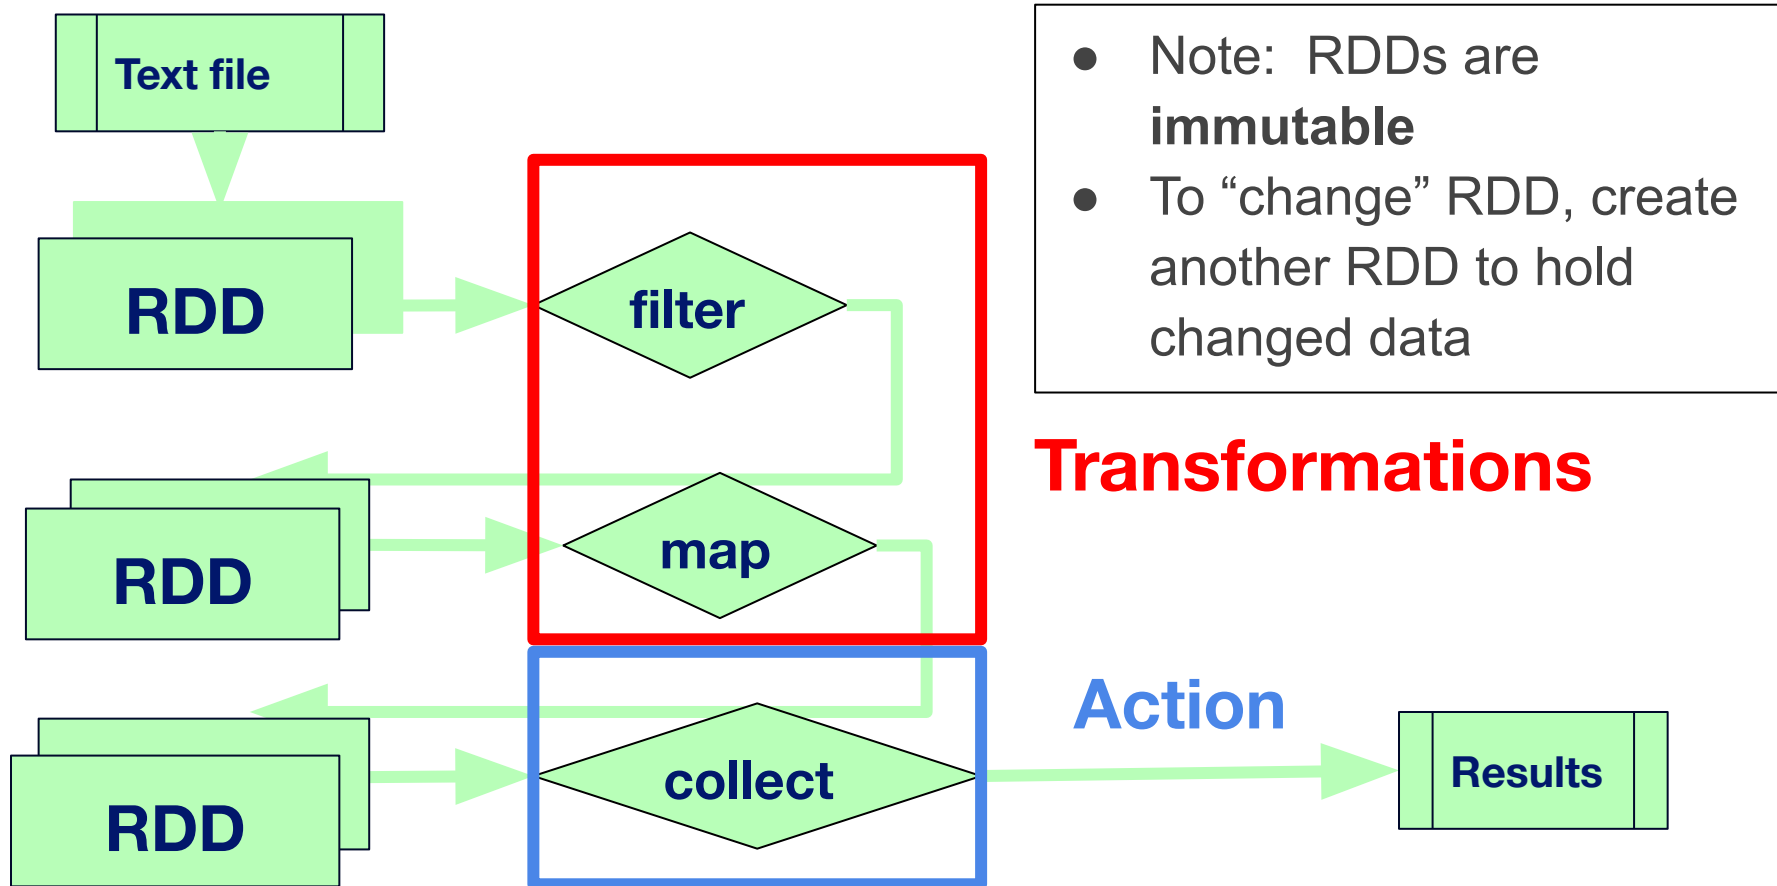 Text file
● Note:  RDDs are
immutable
● To “change” RDD, create
another RDD to hold
changed data
RDD
filter
Transformations
RDD
map
Action
RDD
collect
Results